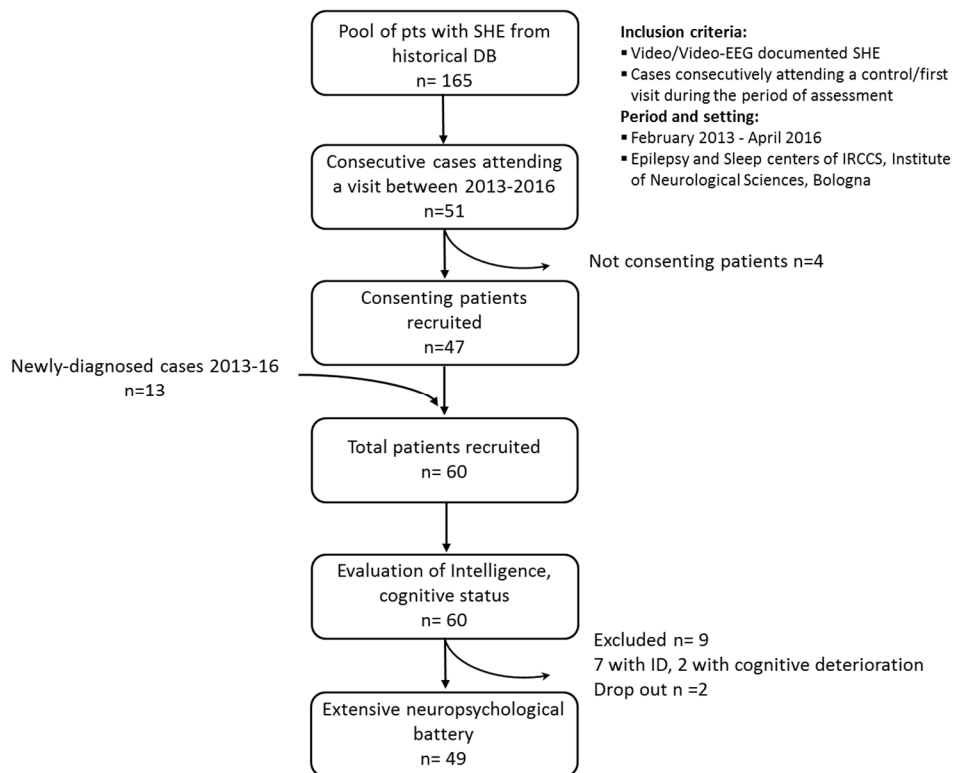 Pool of pts with SHE from
historical DB
n= 165
Inclusion criteria:
▪ Video/Video-EEG documented SHE
▪ Cases consecutively attending a control/first
visit during the period of assessment
Period and setting:
▪ February 2013 - April 2016
▪ Epilepsy and Sleep centers of IRCCS, Institute
of Neurological Sciences, Bologna
Consecutive cases attending
a visit between 2013-2016
n=51
Not consenting patients n=4
Consenting patients
recruited
n=47
Newly-diagnosed cases 2013-16
n=13
Total patients recruited
n= 60
Evaluation of Intelligence,
cognitive status
n= 60
Excluded n= 9
7 with ID, 2 with cognitive deterioration
Drop out n =2
Extensive neuropsychological
battery
n= 49